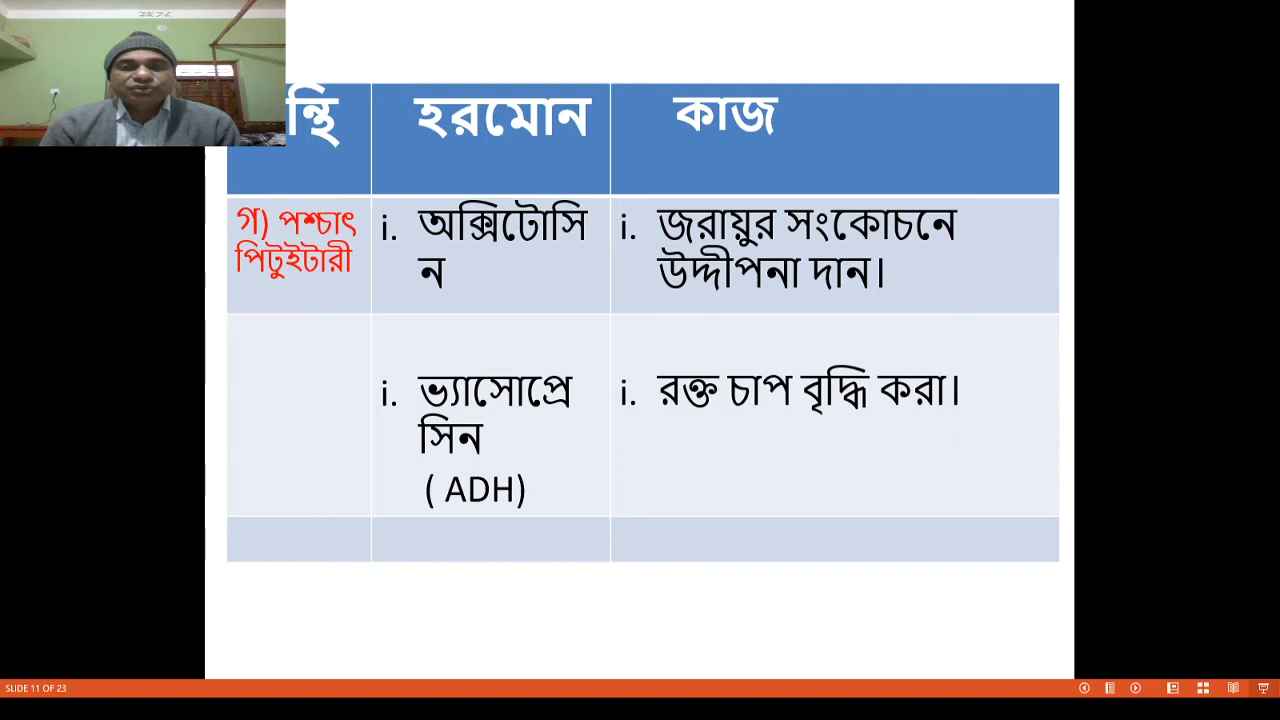 হরমোন
কাজ
গ) পশ্চাৎ
পিটুইটারী
i. অক্সিটোসি
ন
i. জরায়ুর সংকোচনে
উদ্দীপনা দান।
i. ভ্যাসোপ্রে
সিন
( ADH)
i. রক্ত চাপ বৃদ্ধি করা।
SLIDE 11 OF 23